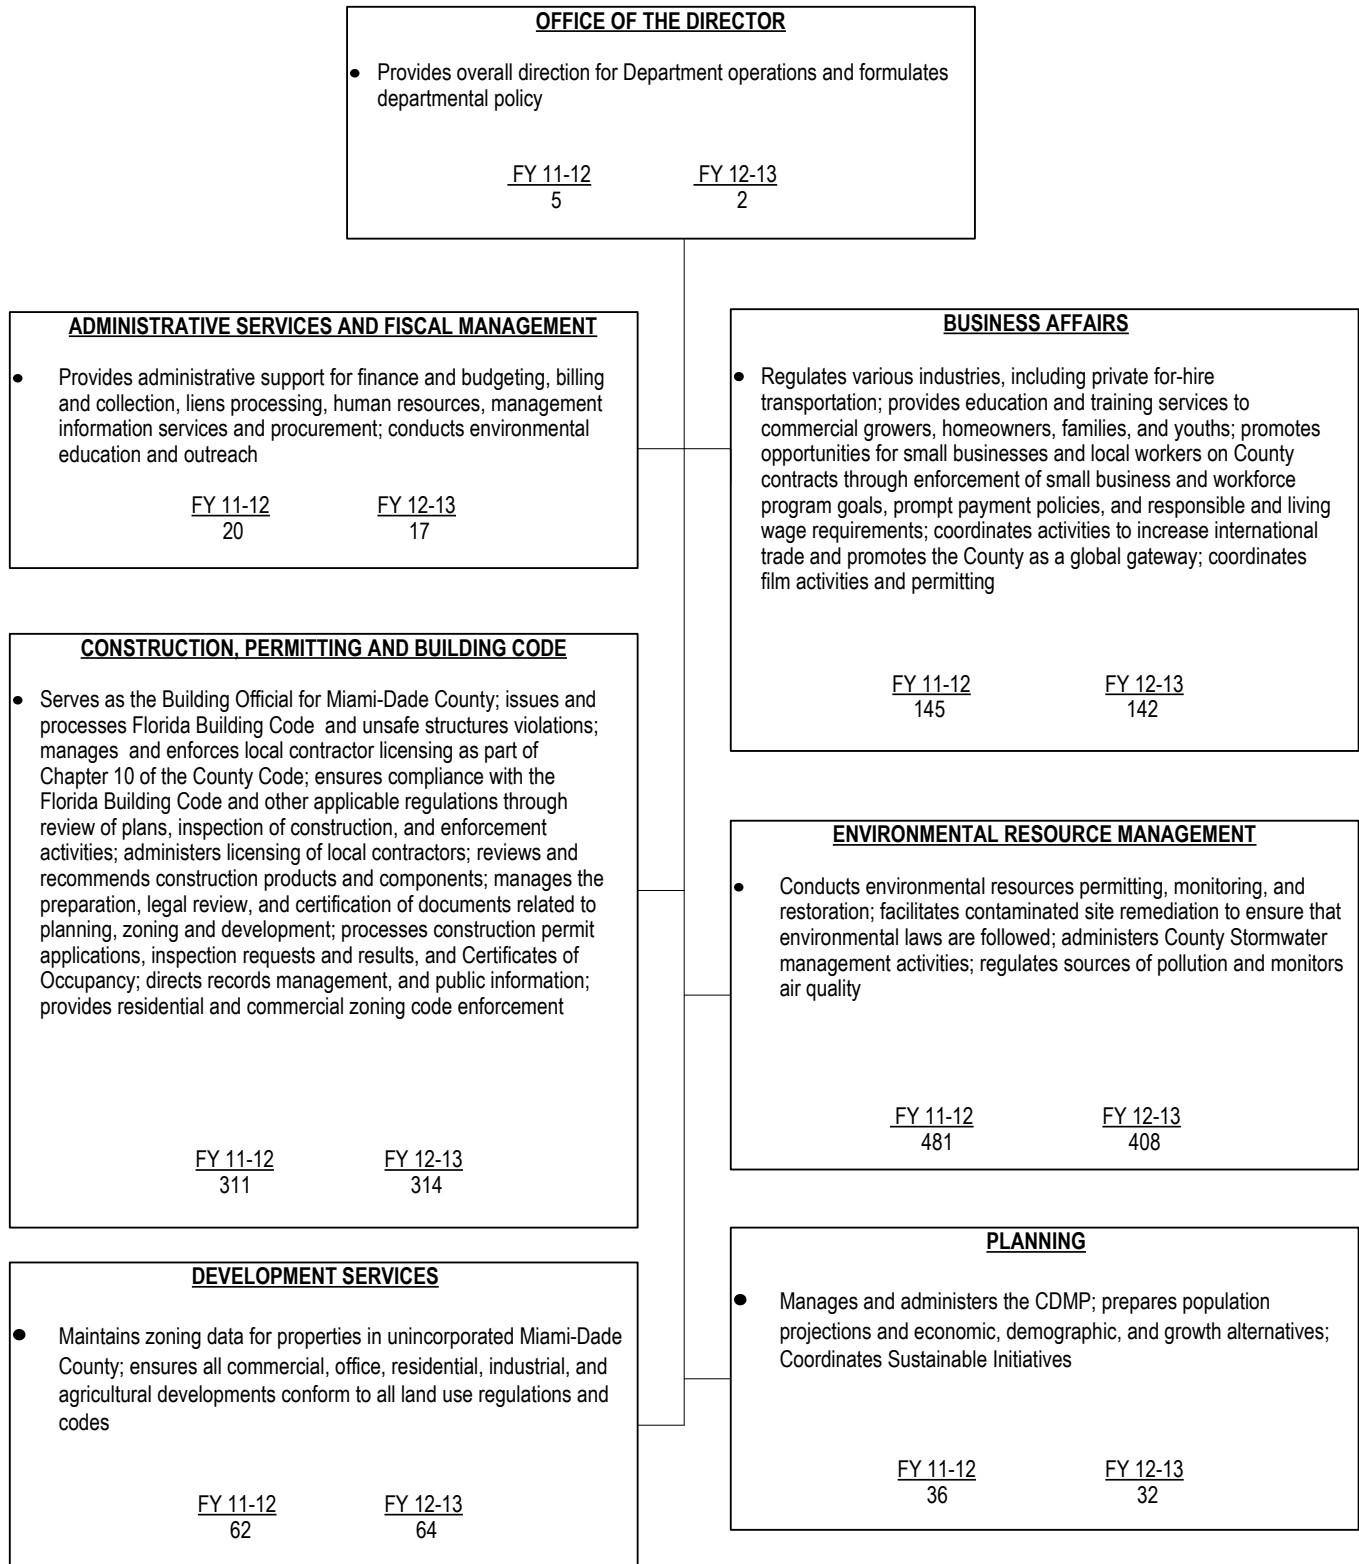 OFFICE OF THE DIRECTOR
• Provides overall direction for Department operations and formulates
departmental policy
FY 11-12 FY 12-13
5 2
ADMINISTRATIVE SERVICES AND FISCAL MANAGEMENT
• Provides administrative support for finance and budgeting, billing
and collection, liens processing, human resources, management
information services and procurement; conducts environmental
education and outreach
FY 11-12 FY 12-13
20 17
BUSINESS AFFAIRS
• Regulates various industries, including private for-hire
transportation; provides education and training services to
commercial growers, homeowners, families, and youths; promotes
opportunities for small businesses and local workers on County
contracts through enforcement of small business and workforce
program goals, prompt payment policies, and responsible and living
wage requirements; coordinates activities to increase international
trade and promotes the County as a global gateway; coordinates
film activities and permitting
FY 11-12 FY 12-13
145 142
CONSTRUCTION, PERMITTING AND BUILDING CODE
• Serves as the Building Official for Miami-Dade County; issues and
processes Florida Building Code and unsafe structures violations;
manages and enforces local contractor licensing as part of
Chapter 10 of the County Code; ensures compliance with the
Florida Building Code and other applicable regulations through
review of plans, inspection of construction, and enforcement
activities; administers licensing of local contractors; reviews and
recommends construction products and components; manages the
preparation, legal review, and certification of documents related to
planning, zoning and development; processes construction permit
applications, inspection requests and results, and Certificates of
Occupancy; directs records management, and public information;
provides residential and commercial zoning code enforcement
FY 11-12 FY 12-13
311 314
ENVIRONMENTAL RESOURCE MANAGEMENT
• Conducts environmental resources permitting, monitoring, and
restoration; facilitates contaminated site remediation to ensure that
environmental laws are followed; administers County Stormwater
management activities; regulates sources of pollution and monitors
air quality
FY 11-12 FY 12-13
481 408
DEVELOPMENT SERVICES
• Maintains zoning data for properties in unincorporated Miami-Dade
County; ensures all commercial, office, residential, industrial, and
agricultural developments conform to all land use regulations and
codes
FY 11-12 FY 12-13
62 64
PLANNING
• Manages and administers the CDMP; prepares population
projections and economic, demographic, and growth alternatives;
Coordinates Sustainable Initiatives
FY 11-12 FY 12-13
36 32